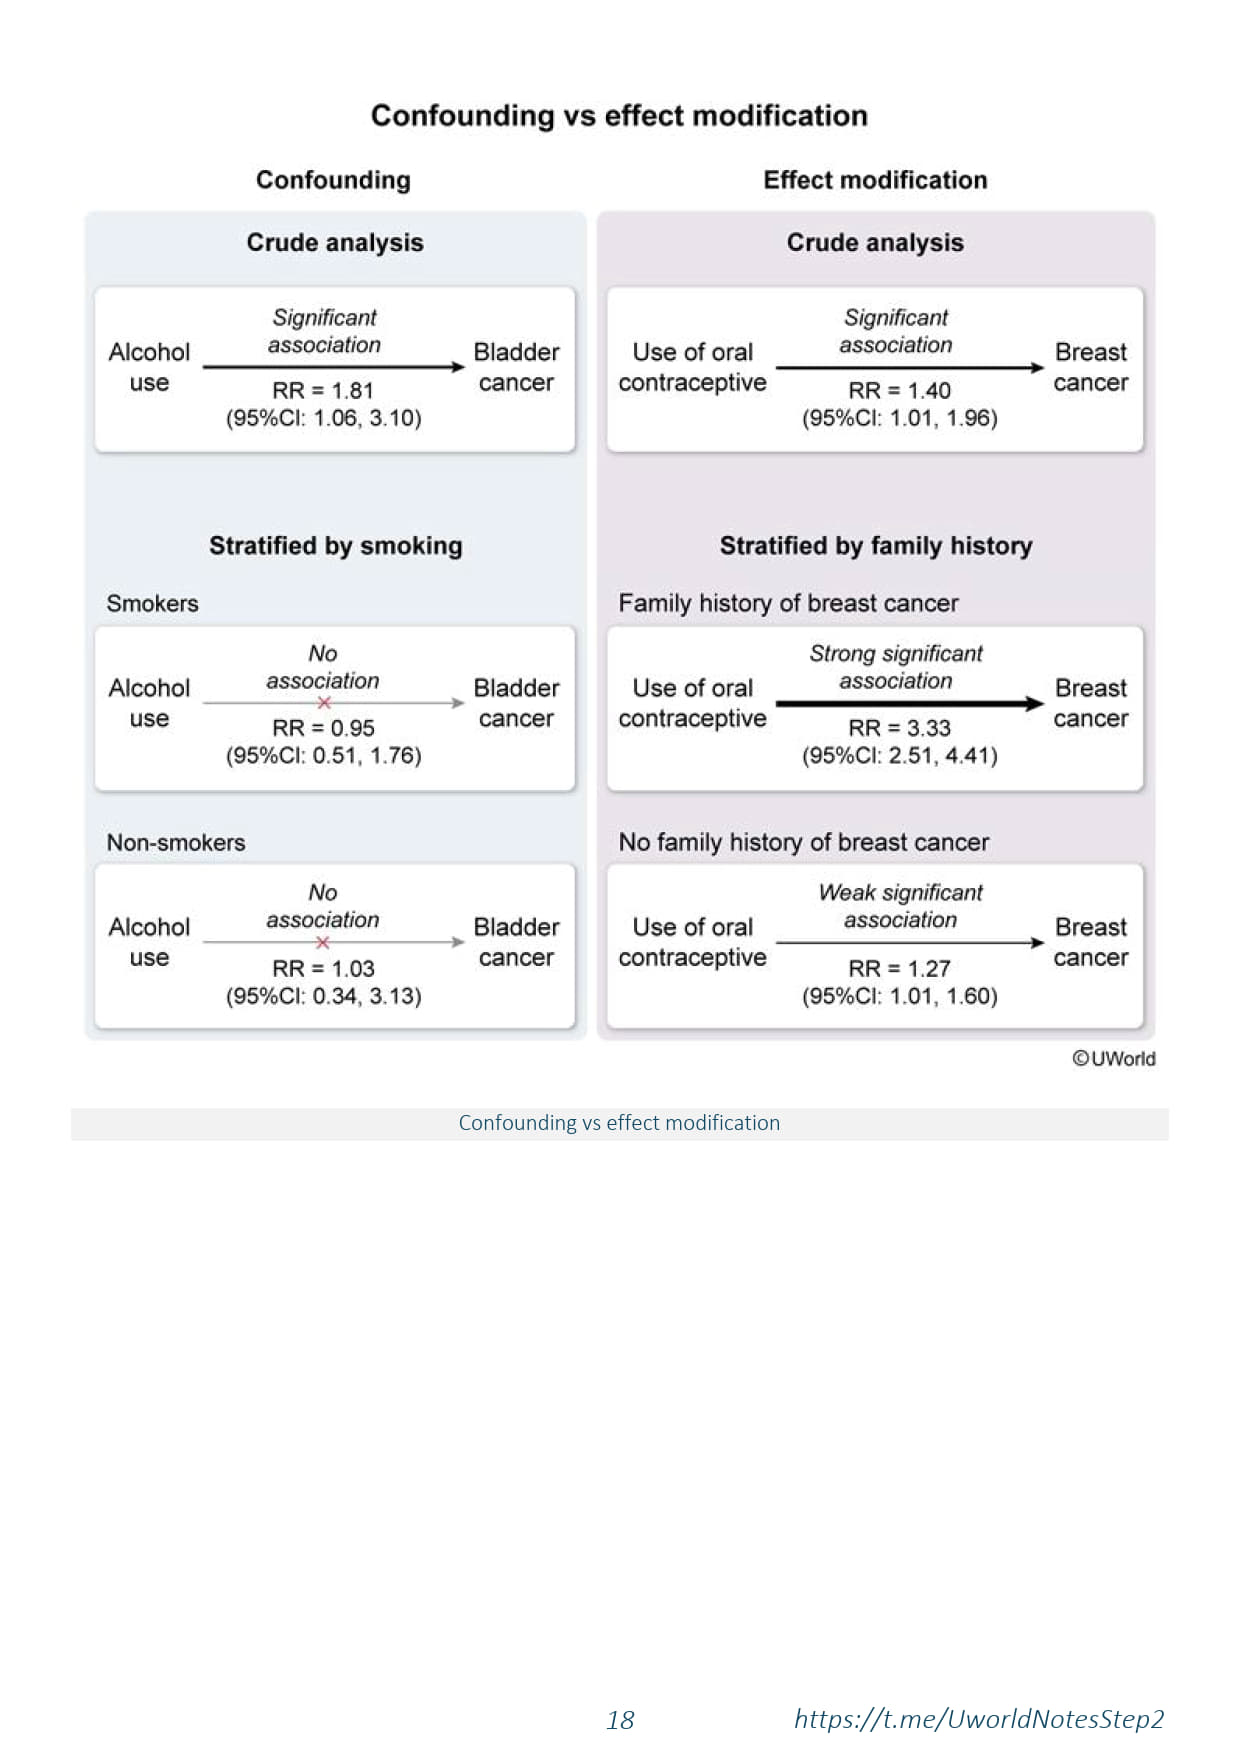 Confounding vs effect modification
Confounding
Crude analysis
Alcohol
use
Significant
association
RR = 1.81
(95%CI: 1.06, 3.10)
Bladder
cancer
Stratified by smoking
Smokers
Alcohol
use
No
association
RR = 0.95
(95%CI: 0.51, 1.76)
Bladder
cancer
Non-smokers
Alcohol
use
No
association
RR = 1.03
(95%CI: 0.34, 3.13)
Bladder
cancer
Effect modification
Crude analysis
Use of oral
contraceptive
Significant
association
RR = 1.40
(95%CI: 1.01, 1.96)
Breast
cancer
Stratified by family history
Family history of breast cancer
Use of oral
contraceptive
Strong significant
association
RR = 3.33
(95%CI: 2.51, 4.41)
Breast
cancer
No family history of breast cancer
Use of oral
contraceptive
Weak significant
association
RR = 1.27
(95%CI: 1.01, 1.60)
Breast
cancer
©UWorld
Confounding vs effect modification
18
https://t.me/UworldNotesStep2